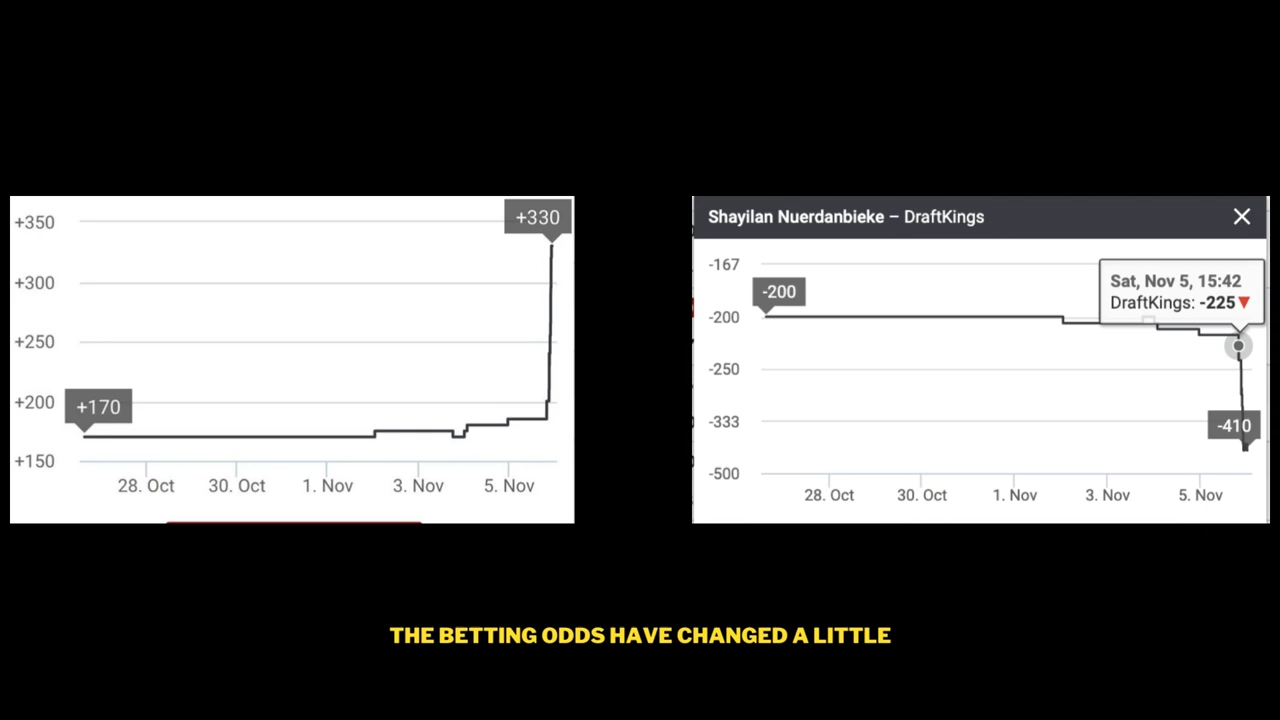 +350
+330
+300
+250
+200
+170
+150
28. Oct 30. Oct 1. Nov 3. Nov 5. Nov
Shayilan Nuerdanbieke – DraftKings
-167
Sat, Nov 5, 15:42
DraftKings: -225
-200
-200
-250
-333
-410
-500
28. Oct 30. Oct 1. Nov 3. Nov 5. Nov
THE BETTING ODDS HAVE CHANGED A LITTLE